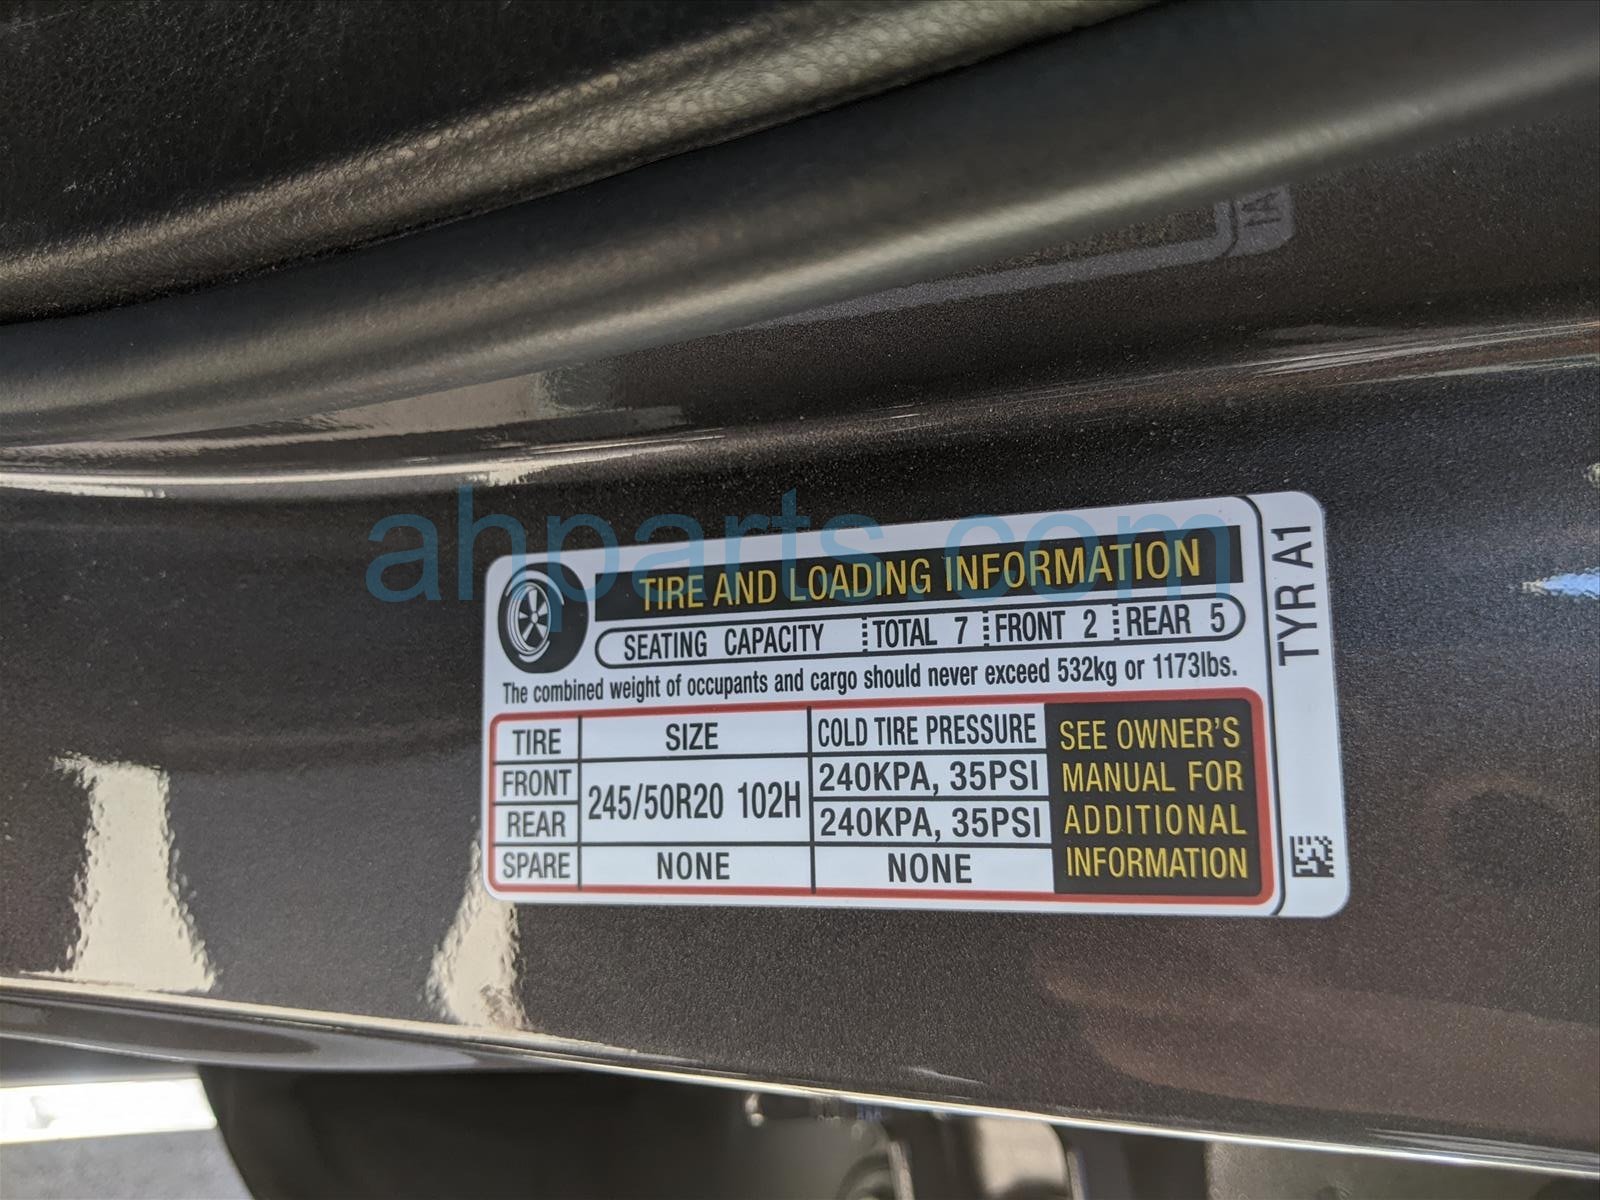 ahparts.com
TIRE AND LOADING INFORMATION
SEATING CAPACITY TOTAL 7 FRONT 2 REAR 5
The combined weight of occupants and cargo should never exceed 532kg or 1173lbs.
TIRE SIZE COLD TIRE PRESSURE
FRONT 245/50R20 102H 240KPA, 35PSI
REAR 240KPA, 35PSI
SPARE NONE NONE
SEE OWNER'S
MANUAL FOR
ADDITIONAL
INFORMATION
TYR A1